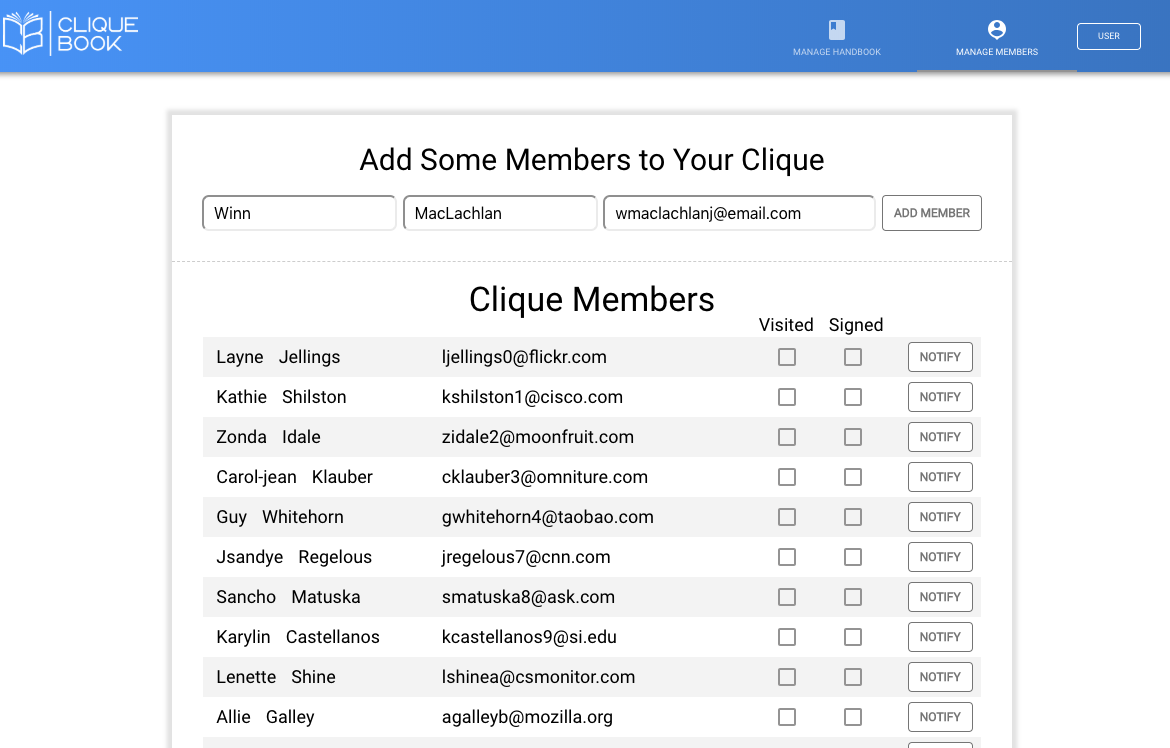 CLIQUE
BOOK
MANAGE HANDBOOK
MANAGE MEMBERS
USER
Add Some Members to Your Clique
Winn MacLachlan wmaclachlanj@email.com ADD MEMBER
Clique Members
Visited Signed
Layne Jellings ljellings0@flickr.com NOTIFY
Kathie Shilston kshilston1@cisco.com NOTIFY
Zonda Idale zidale2@moonfruit.com NOTIFY
Carol-jean Klauber cklauber3@omniture.com NOTIFY
Guy Whitehorn gwhitehorn4@taobao.com NOTIFY
Jsandye Regelous jregelous7@cnn.com NOTIFY
Sancho Matuska smatuska8@ask.com NOTIFY
Karylin Castellanos kcastellanos9@si.edu NOTIFY
Lenette Shine lshinea@csmonitor.com NOTIFY
Allie Galley agalleyb@mozilla.org NOTIFY